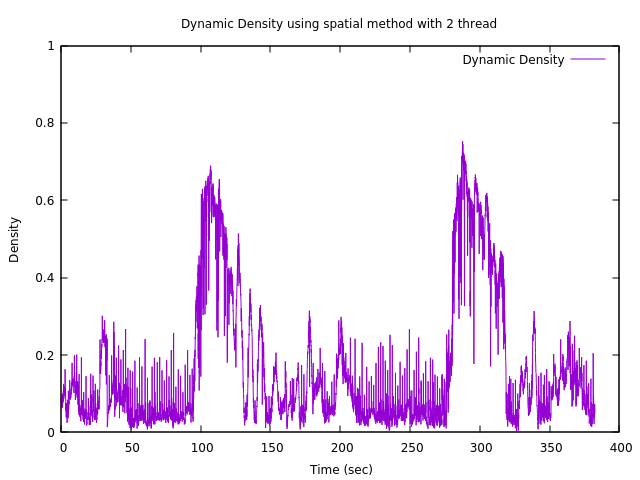 Dynamic Density using spatial method with 2 thread
Dynamic Density
1
0.8
0.6
0.4
0.2
0
Density
0 50 100 150 200 250 300 350 400
Time (sec)